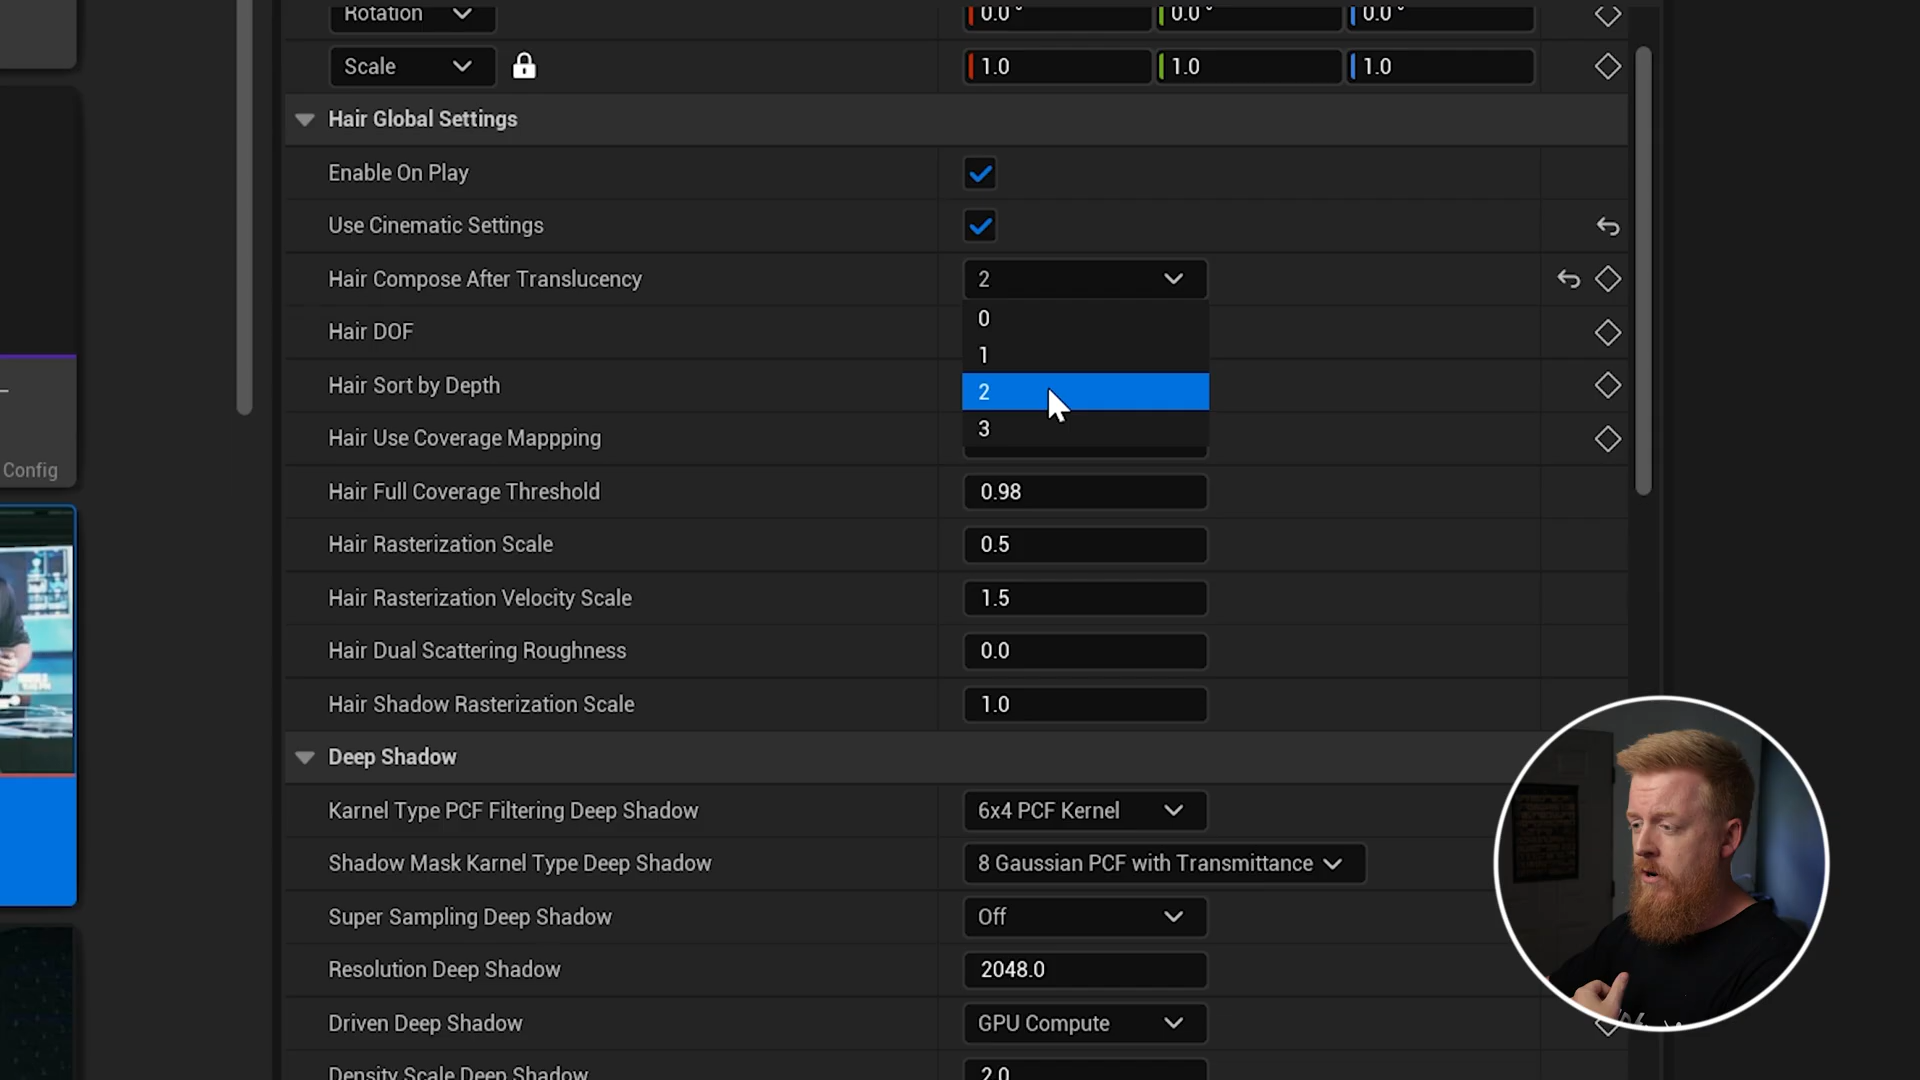 Rotation 0.0° 0.0° 0.0°
Scale 1.0 1.0 1.0
Hair Global Settings
Enable On Play
Use Cinematic Settings
Hair Compose After Translucency 2
0
Hair DOF
1
Hair Sort by Depth 2
3
Hair Use Coverage Mappping
Config
Hair Full Coverage Threshold 0.98
Hair Rasterization Scale 0.5
Hair Rasterization Velocity Scale 1.5
Hair Dual Scattering Roughness 0.0
Hair Shadow Rasterization Scale 1.0
Deep Shadow
Karnel Type PCF Filtering Deep Shadow 6x4 PCF Kernel
Shadow Mask Karnel Type Deep Shadow 8 Gaussian PCF with Transmittance
Super Sampling Deep Shadow Off
Resolution Deep Shadow 2048.0
Driven Deep Shadow GPU Compute
Density Scale Deep Shadow 2.0